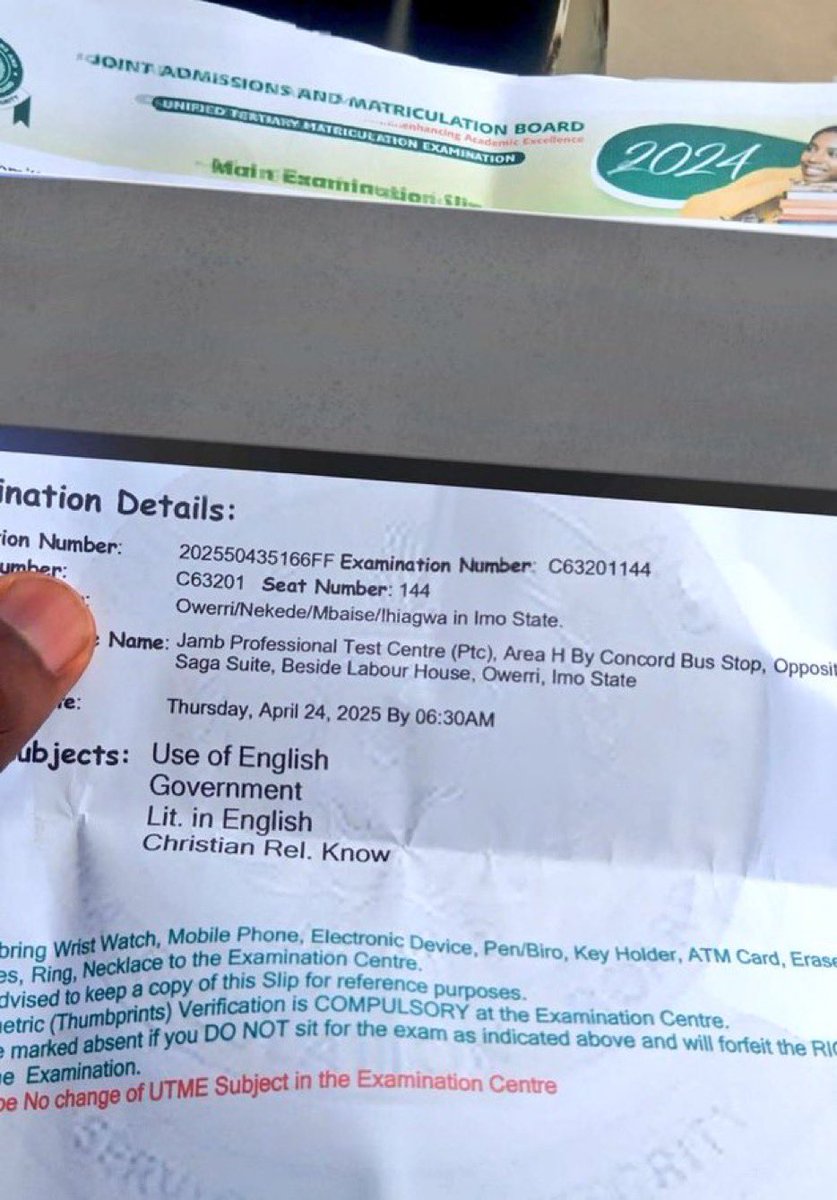 JOINT ADMISSIONS AND MATRICULATION BOARD
...enhancing Academic Excellence
UNIFIED TERTIARY MATRICULATION EXAMINATION
Main Examination Slip
2024
ination Details:
ion Number: 202550435166FF Examination Number: C63201144
umber: C63201 Seat Number: 144
Owerri/Nekede/Mbaise/Ihiagwa in Imo State.
Name: Jamb Professional Test Centre (Ptc), Area H By Concord Bus Stop, Opposit
Saga Suite, Beside Labour House, Owerri, Imo State
e: Thursday, April 24, 2025 By 06:30AM
ubjects: Use of English
Government
Lit. in English
Christian Rel. Know
bring Wrist Watch, Mobile Phone, Electronic Device, Pen/Biro, Key Holder, ATM Card, Erase
es, Ring, Necklace to the Examination Centre.
dvised to keep a copy of this Slip for reference purposes.
etric (Thumbprints) Verification is COMPULSORY at the Examination Centre.
e marked absent if you DO NOT sit for the exam as indicated above and will forfeit the RIG
e Examination.
be No change of UTME Subject in the Examination Centre